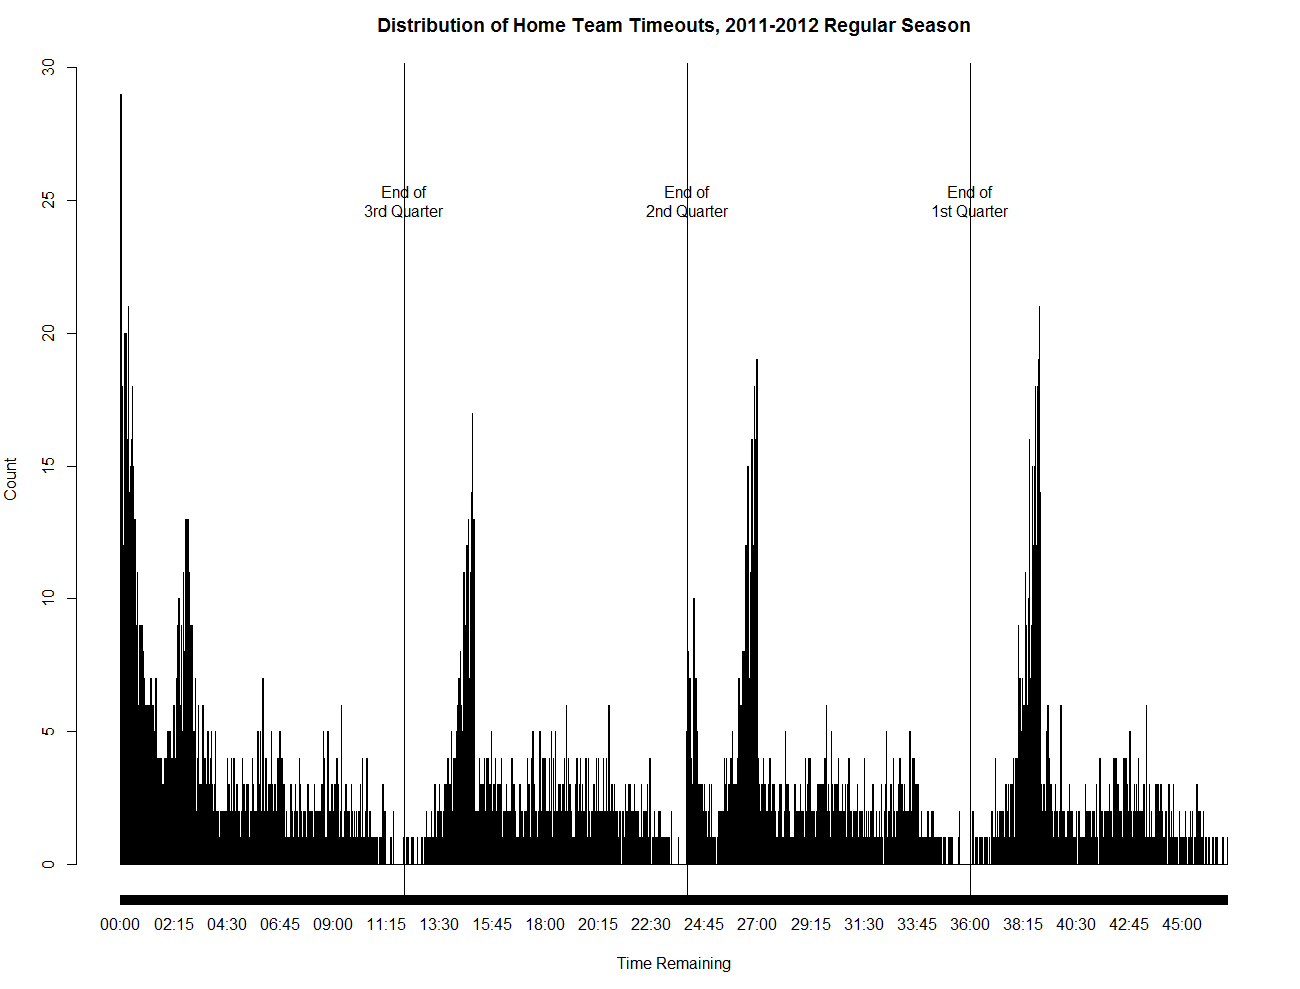 Distribution of Home Team Timeouts, 2011-2012 Regular Season
30
25
20
15
10
5
0
Count
End of
3rd Quarter
End of
2nd Quarter
End of
1st Quarter
00:00 02:15 04:30 06:45 09:00 11:15 13:30 15:45 18:00 20:15 22:30 24:45 27:00 29:15 31:30 33:45 36:00 38:15 40:30 42:45 45:00
Time Remaining